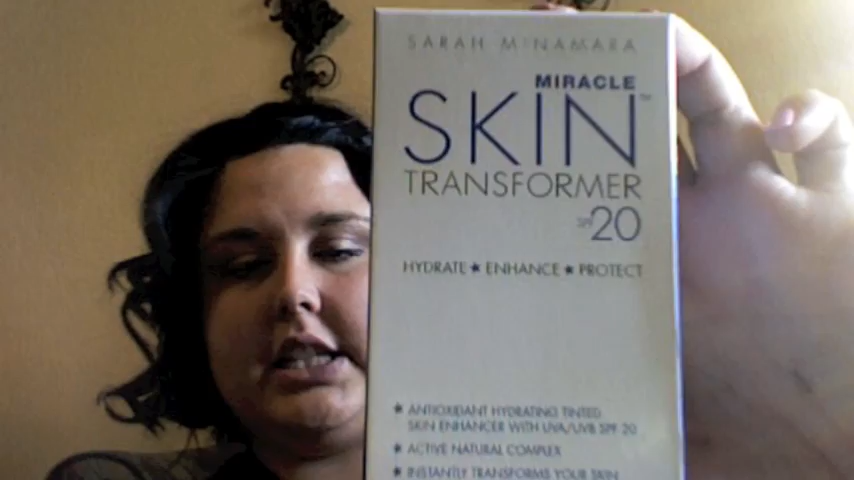 SARAH McNAMARA
MIRACLE
SKIN™
TRANSFORMER
SPF 20
HYDRATE ★ ENHANCE ★ PROTECT
★ ANTIOXIDANT HYDRATING TINTED
SKIN ENHANCER WITH UVA/UVB SPF 20
★ ACTIVE NATURAL COMPLEX
★ INSTANTLY TRANSFORMS YOUR SKIN